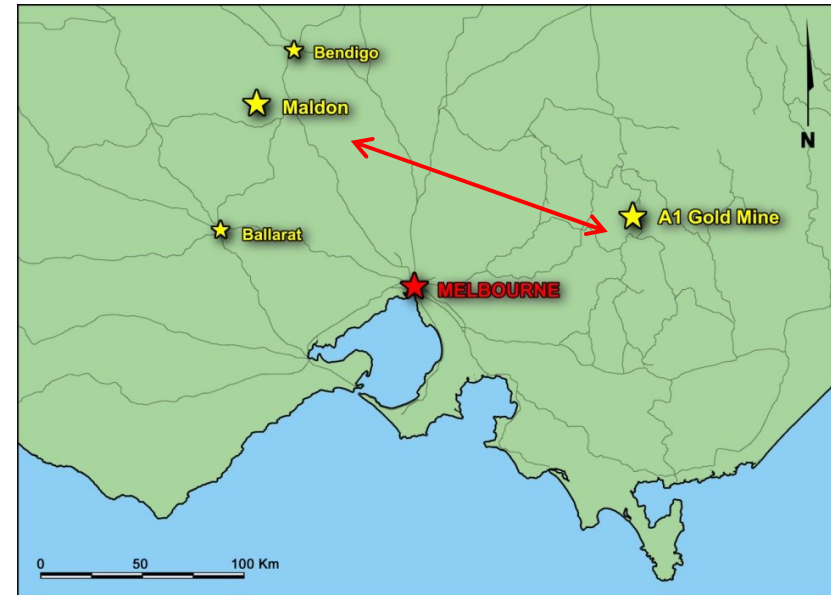 Bendigo
Maldon
N
A1 Gold Mine
Ballarat
MELBOURNE
0 50 100 Km